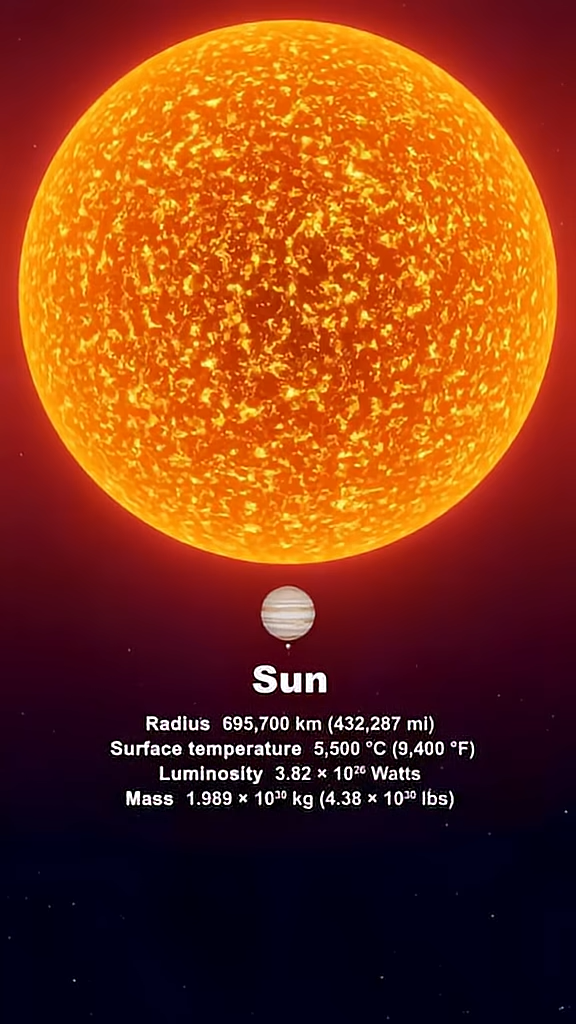 Sun
Radius 695,700 km (432,287 mi)
Surface temperature 5,500 °C (9,400 °F)
Luminosity 3.82 × 10²⁶ Watts
Mass 1.989 × 10³⁰ kg (4.38 × 10³⁰ lbs)